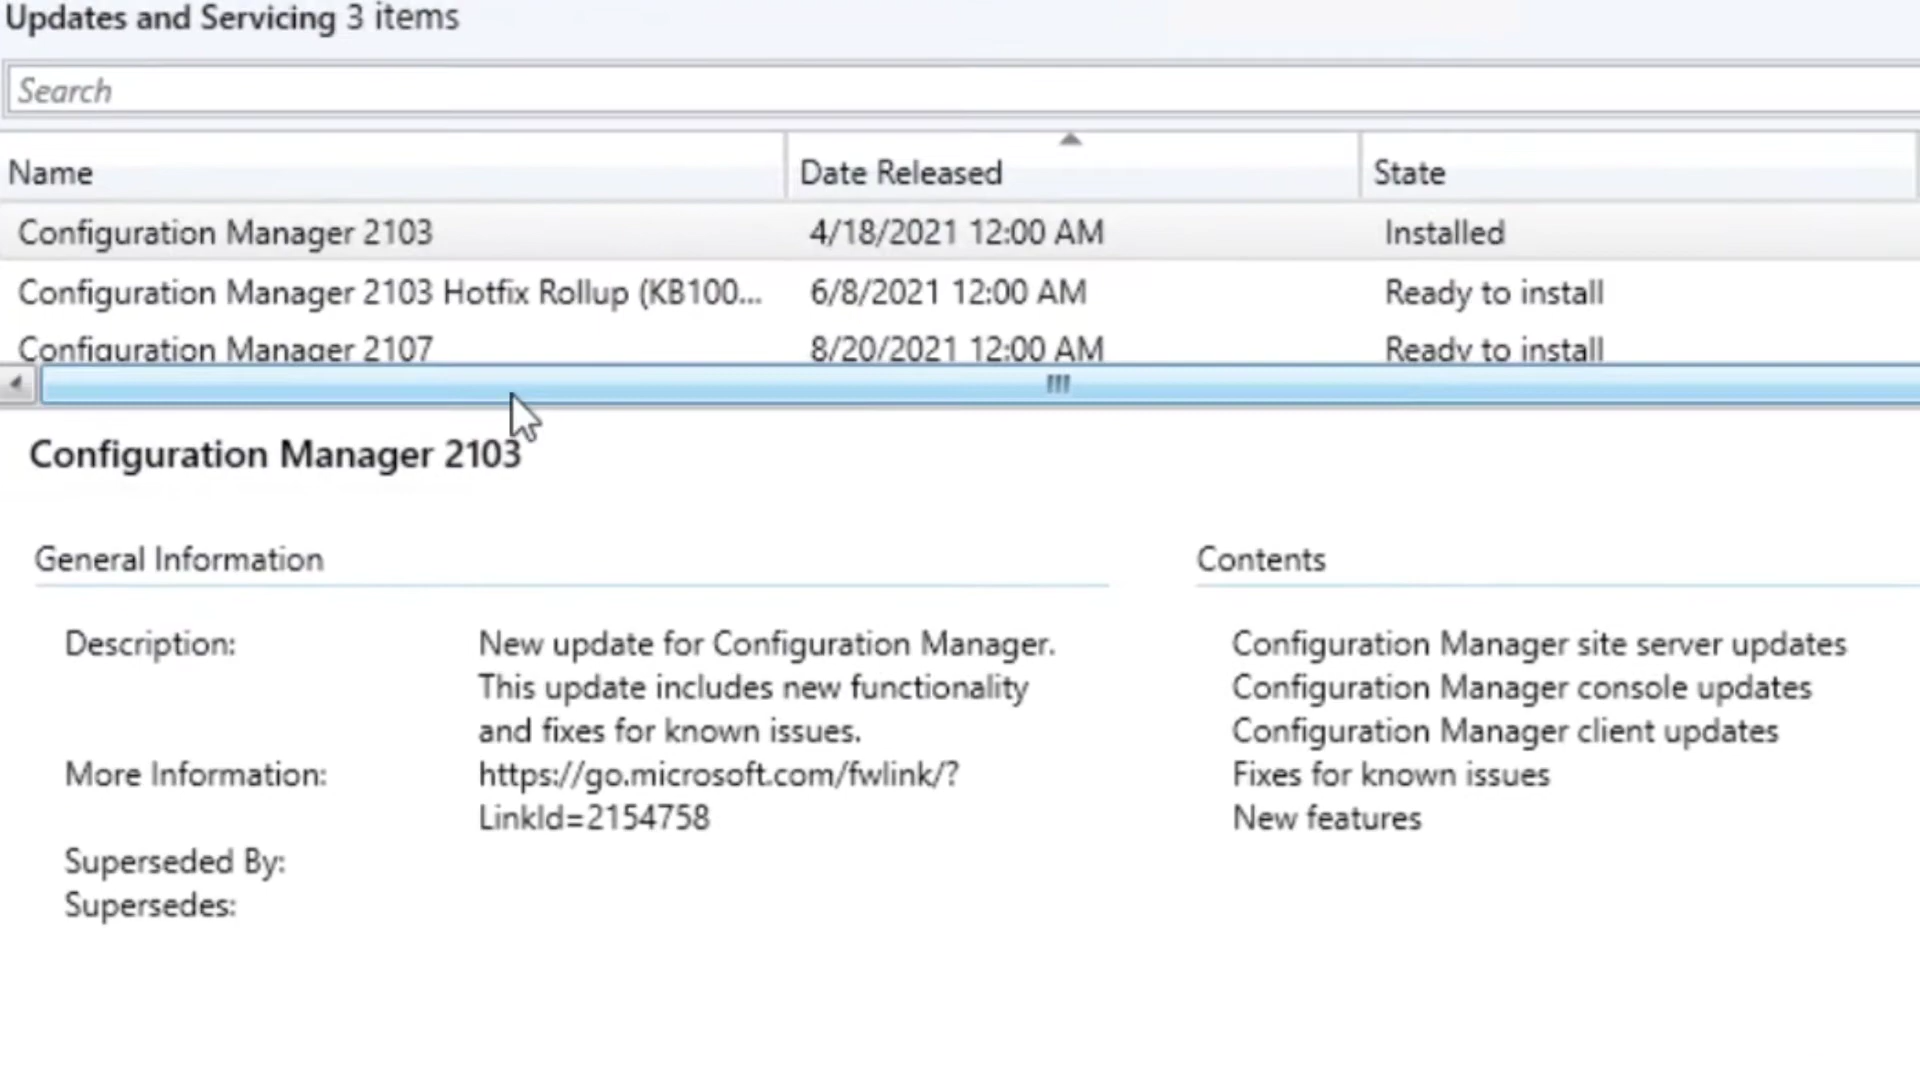 Updates and Servicing 3 items
Search
Name Date Released State
Configuration Manager 2103 4/18/2021 12:00 AM Installed
Configuration Manager 2103 Hotfix Rollup (KB100... 6/8/2021 12:00 AM Ready to install
Configuration Manager 2107 8/20/2021 12:00 AM Ready to install
Configuration Manager 2103
General Information Contents
Description: New update for Configuration Manager. Configuration Manager site server updates
This update includes new functionality Configuration Manager console updates
and fixes for known issues. Configuration Manager client updates
More Information: https://go.microsoft.com/fwlink/? Fixes for known issues
LinkId=2154758 New features
Superseded By:
Supersedes: